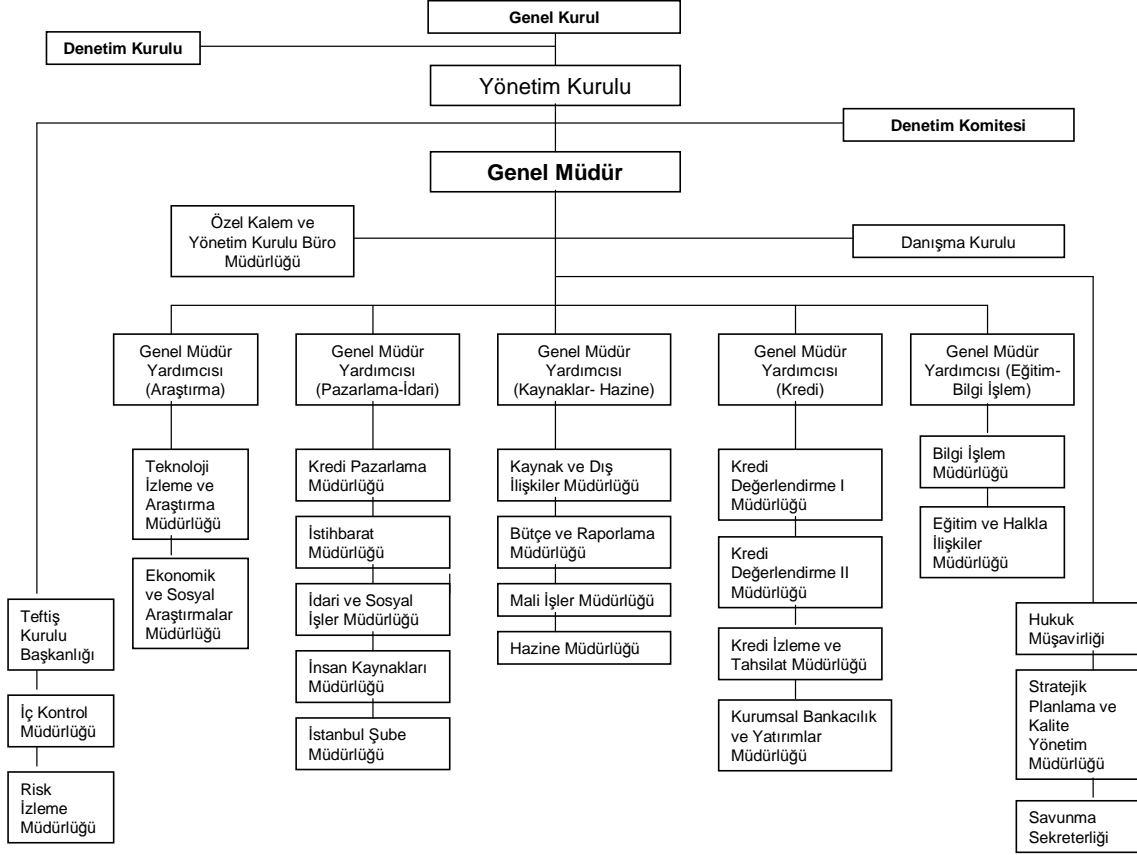 Genel Kurul
Denetim Kurulu
Yönetim Kurulu
Denetim Komitesi
Genel Müdür
Özel Kalem ve
Yönetim Kurulu Büro
Müdürlüğü
Danışma Kurulu
Genel Müdür
Yardımcısı
(Araştırma)
Genel Müdür
Yardımcısı
(Pazarlama-İdari)
Genel Müdür
Yardımcısı
(Kaynaklar- Hazine)
Genel Müdür
Yardımcısı
(Kredi)
Genel Müdür
Yardımcısı (Eğitim-
Bilgi İşlem)
Teknoloji
İzleme ve
Araştırma
Müdürlüğü
Ekonomik
ve Sosyal
Araştırmalar
Müdürlüğü
Kredi Pazarlama
Müdürlüğü
İstihbarat
Müdürlüğü
İdari ve Sosyal
İşler Müdürlüğü
İnsan Kaynakları
Müdürlüğü
İstanbul Şube
Müdürlüğü
Kaynak ve Dış
İlişkiler Müdürlüğü
Bütçe ve Raporlama
Müdürlüğü
Mali İşler Müdürlüğü
Hazine Müdürlüğü
Kredi
Değerlendirme I
Müdürlüğü
Kredi
Değerlendirme II
Müdürlüğü
Kredi İzleme ve
Tahsilat Müdürlüğü
Kurumsal Bankacılık
ve Yatırımlar
Müdürlüğü
Bilgi İşlem
Müdürlüğü
Eğitim ve Halkla
İlişkiler
Müdürlüğü
Teftiş
Kurulu
Başkanlığı
İç Kontrol
Müdürlüğü
Risk
İzleme
Müdürlüğü
Hukuk
Müşavirliği
Stratejik
Planlama ve
Kalite
Yönetim
Müdürlüğü
Savunma
Sekreterliği